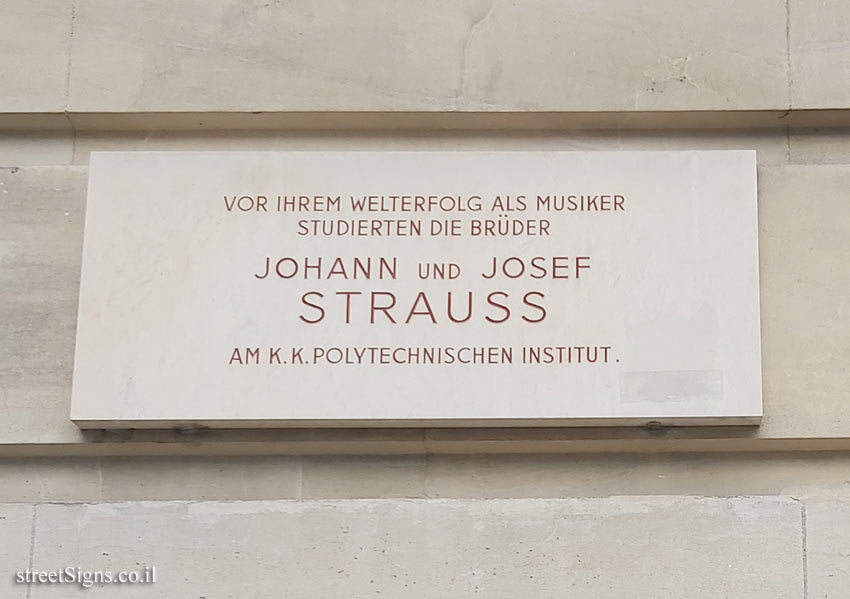 VOR IHREM WELTERFOLG ALS MUSIKER
STUDIERTEN DIE BRÜDER
JOHANN UND JOSEF
STRAUSS
AM K.K.POLYTECHNISCHEN INSTITUT.
streetSigns.co.il